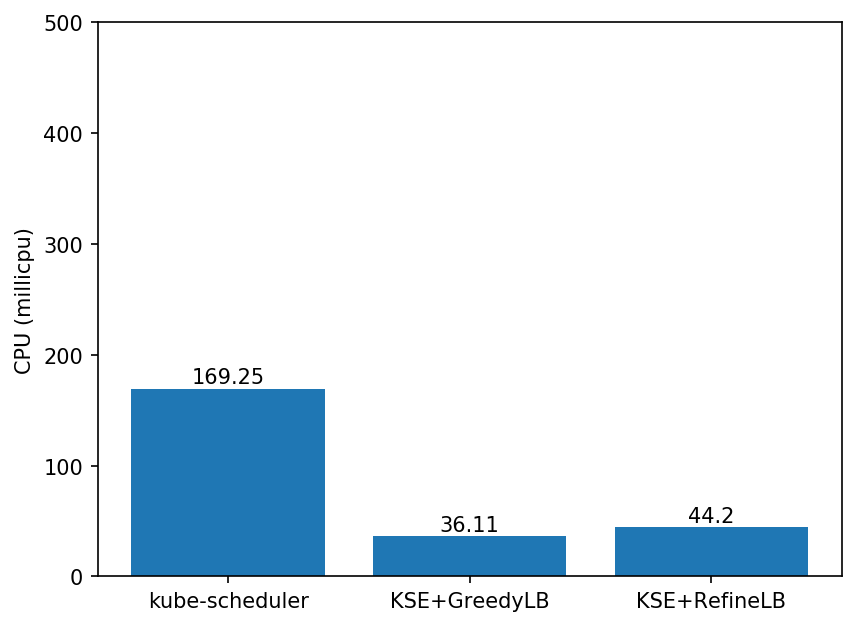 500
400
300
200
100
0
CPU (millicpu)
169.25
36.11
44.2
kube-scheduler
KSE+GreedyLB
KSE+RefineLB